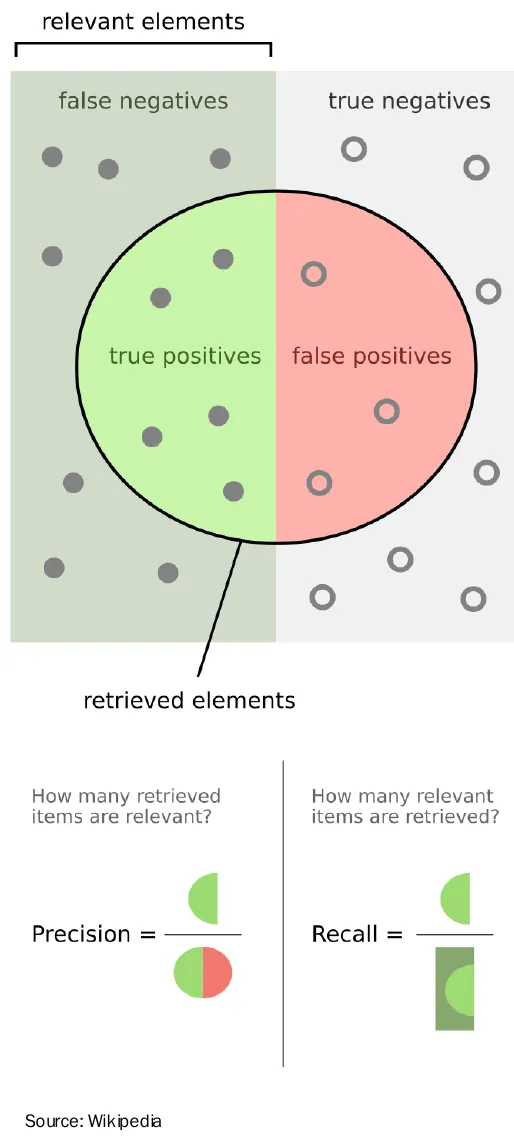 relevant elements
false negatives
true negatives
true positives
false positives
retrieved elements
How many retrieved
items are relevant?
Precision =
How many relevant
items are retrieved?
Recall =
Source: Wikipedia